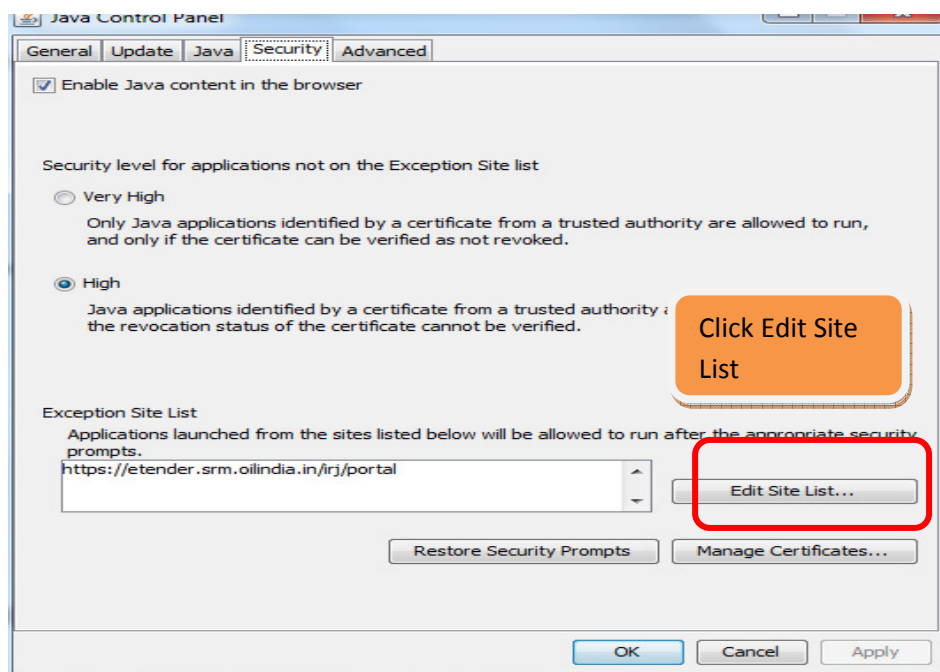 Java Control Panel
General Update Java Security Advanced
Enable Java content in the browser
Security level for applications not on the Exception Site list
Very High
Only Java applications identified by a certificate from a trusted authority are allowed to run,
and only if the certificate can be verified as not revoked.
High
Java applications identified by a certificate from a trusted authority
the revocation status of the certificate cannot be verified.
Click Edit Site
List
Exception Site List
Applications launched from the sites listed below will be allowed to run after the appropriate security
prompts.
https://etender.srm.oilindia.in/irj/portal
Edit Site List...
Restore Security Prompts Manage Certificates...
OK Cancel Apply